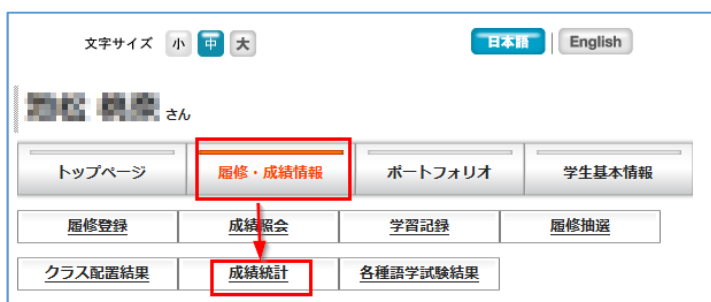 文字サイズ 小 中 大 日本語 | English
さん
トップページ 履修・成績情報 ポートフォリオ 学生基本情報
履修登録 成績照会 学習記録 履修抽選
クラス配置結果 成績統計 各種語学試験結果